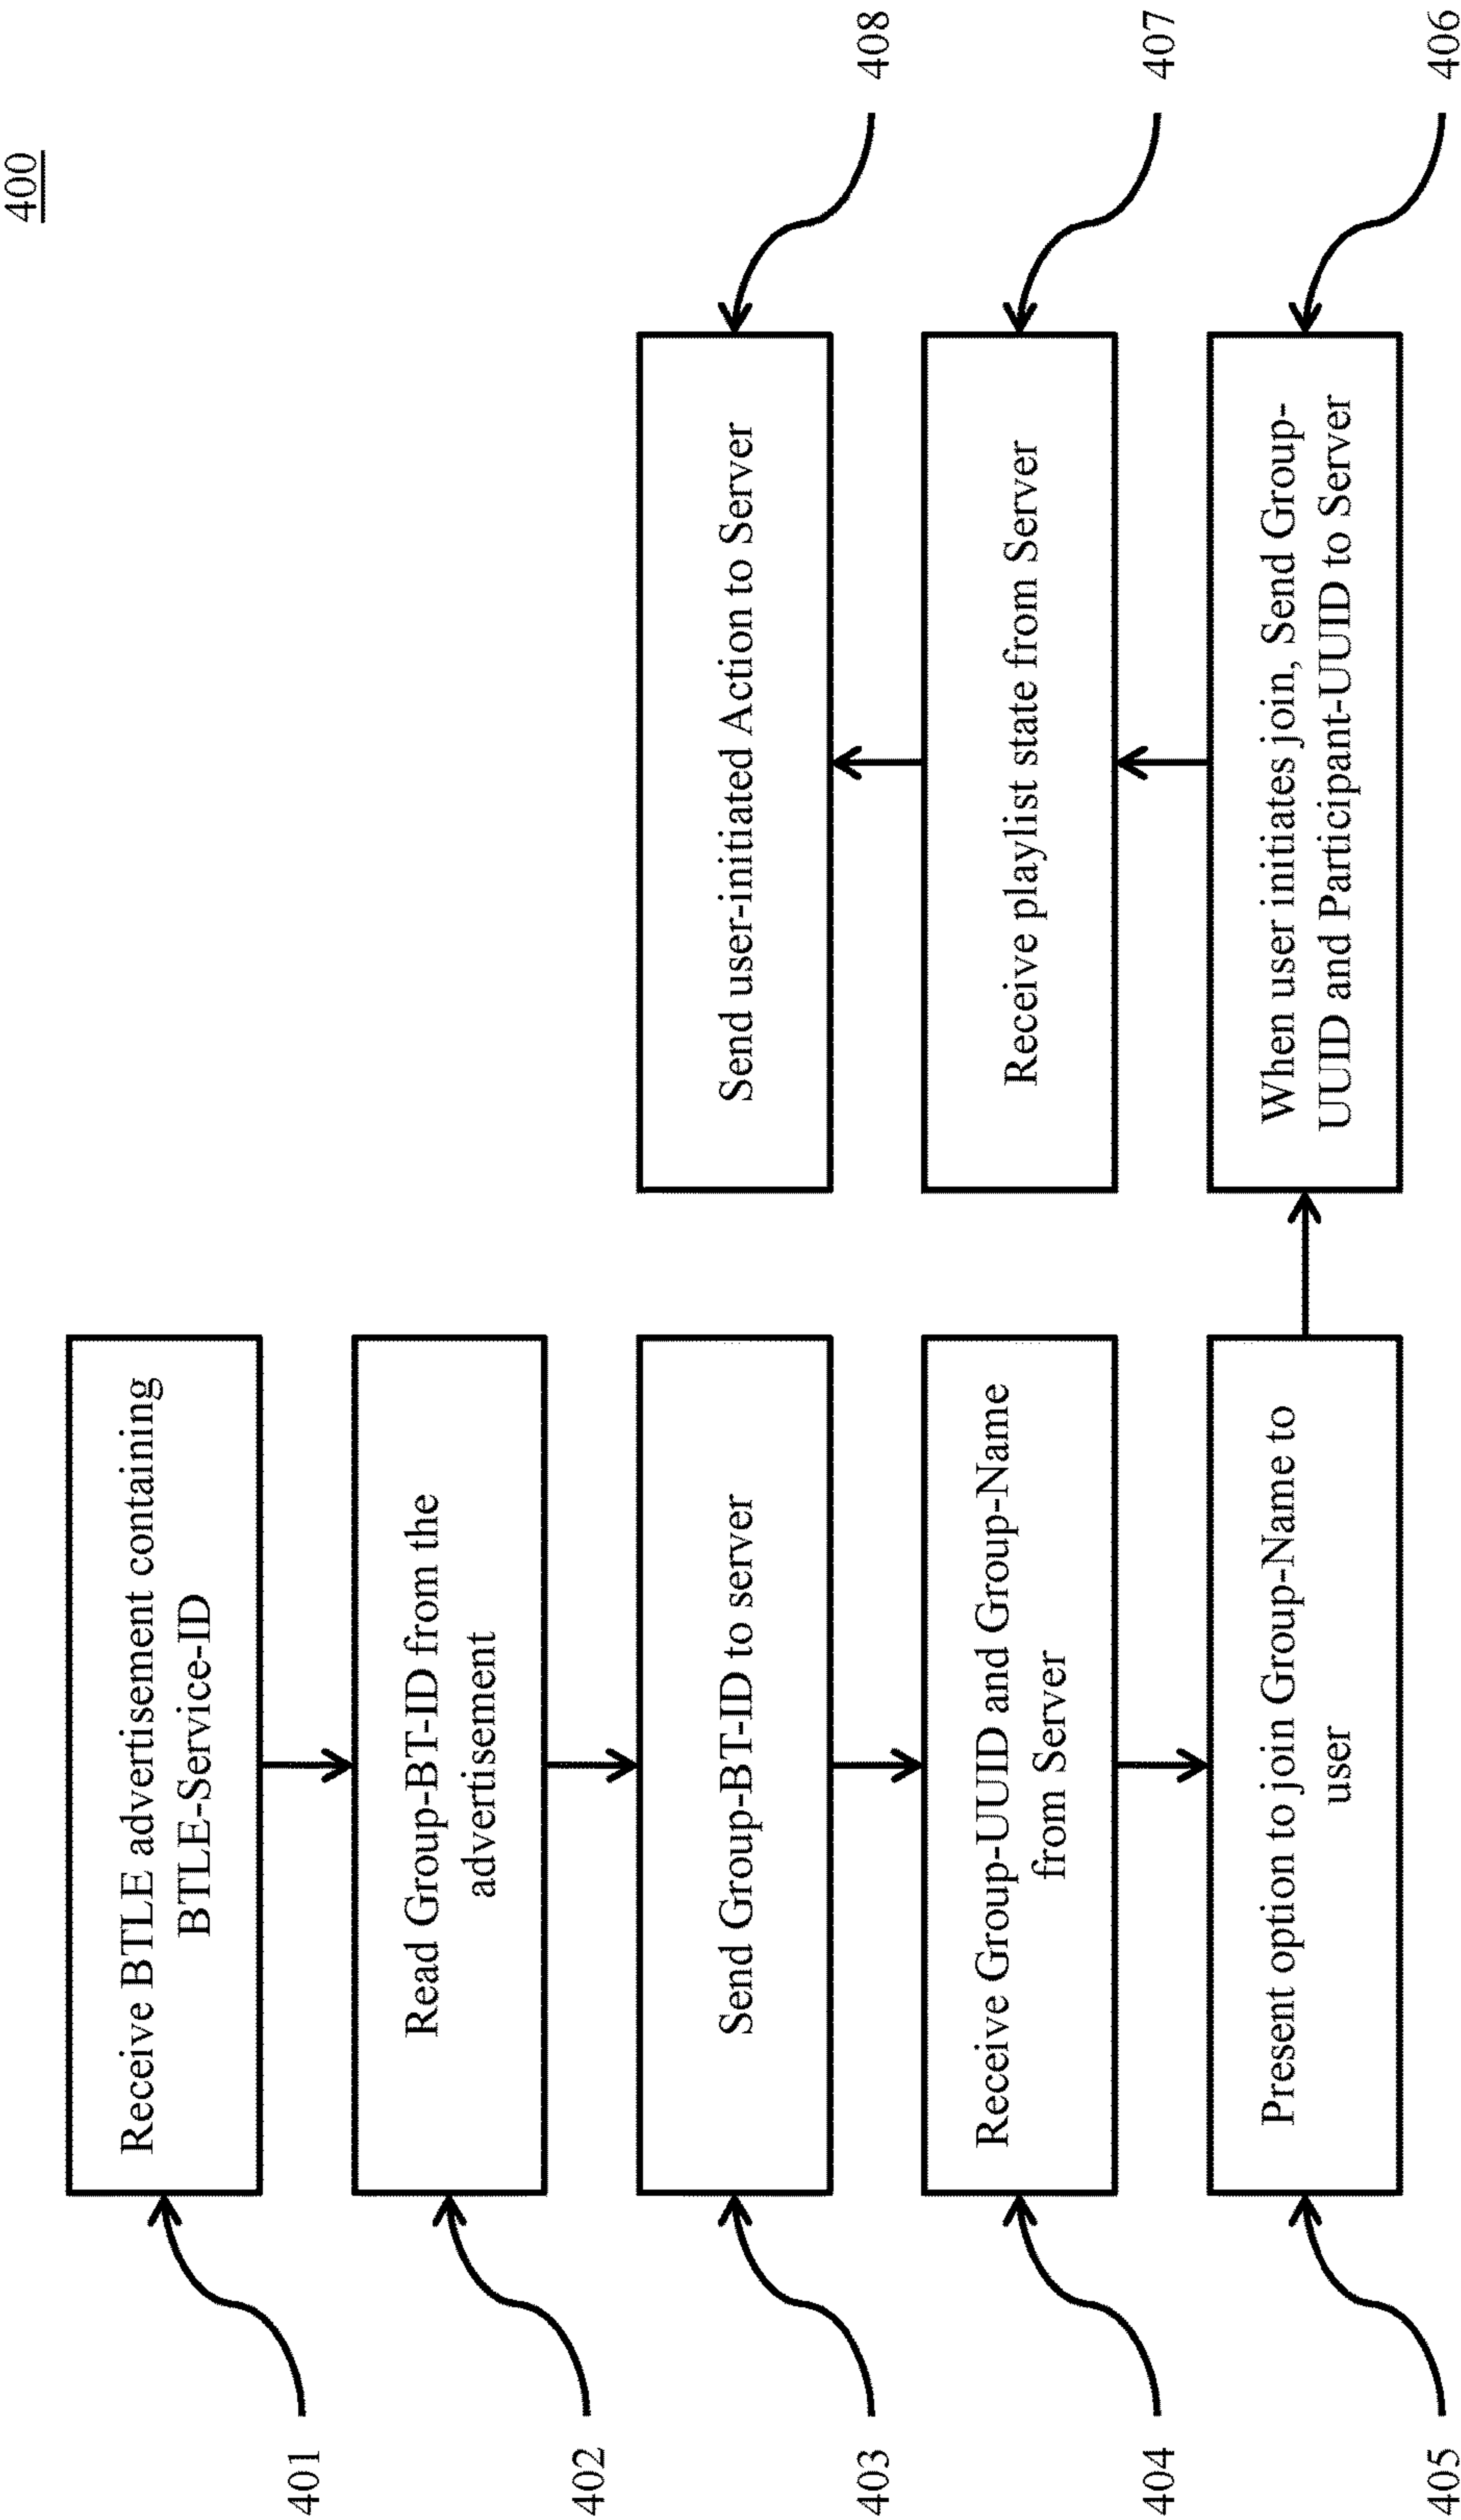 400
401
Receive BTLE advertisement containing
BTLE-Service-ID
402
Read Group-BT-ID from the
advertisement
403
Send Group-BT-ID to server
404
Receive Group-UUID and Group-Name
from Server
405
Present option to join Group-Name to
user
When user initiates join, Send Group-
UUID and Participant-UUID to Server
406
Receive playlist state from Server
407
Send user-initiated Action to Server
408